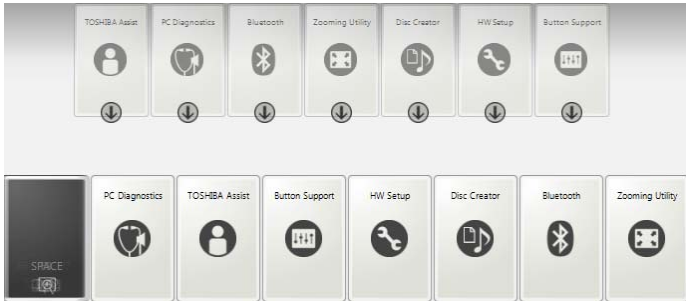 TOSHIBA Assist
PC Diagnostics
Bluetooth
Zooming Utility
Disc Creator
HW Setup
Button Support
SPACE
PC Diagnostics
TOSHIBA Assist
Button Support
HW Setup
Disc Creator
Bluetooth
Zooming Utility